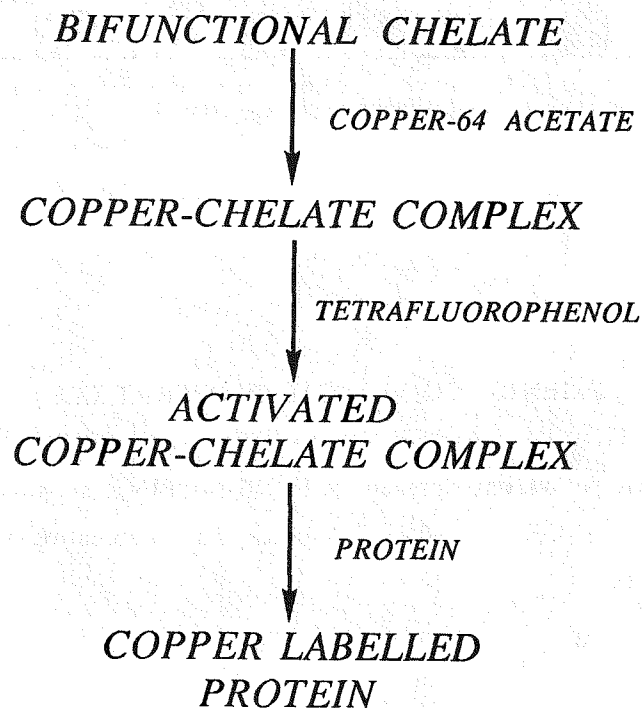 BIFUNCTIONAL CHELATE
COPPER-64 ACETATE
COPPER-CHELATE COMPLEX
TETRAFLUOROPHENOL
ACTIVATED
COPPER-CHELATE COMPLEX
PROTEIN
COPPER LABELLED
PROTEIN